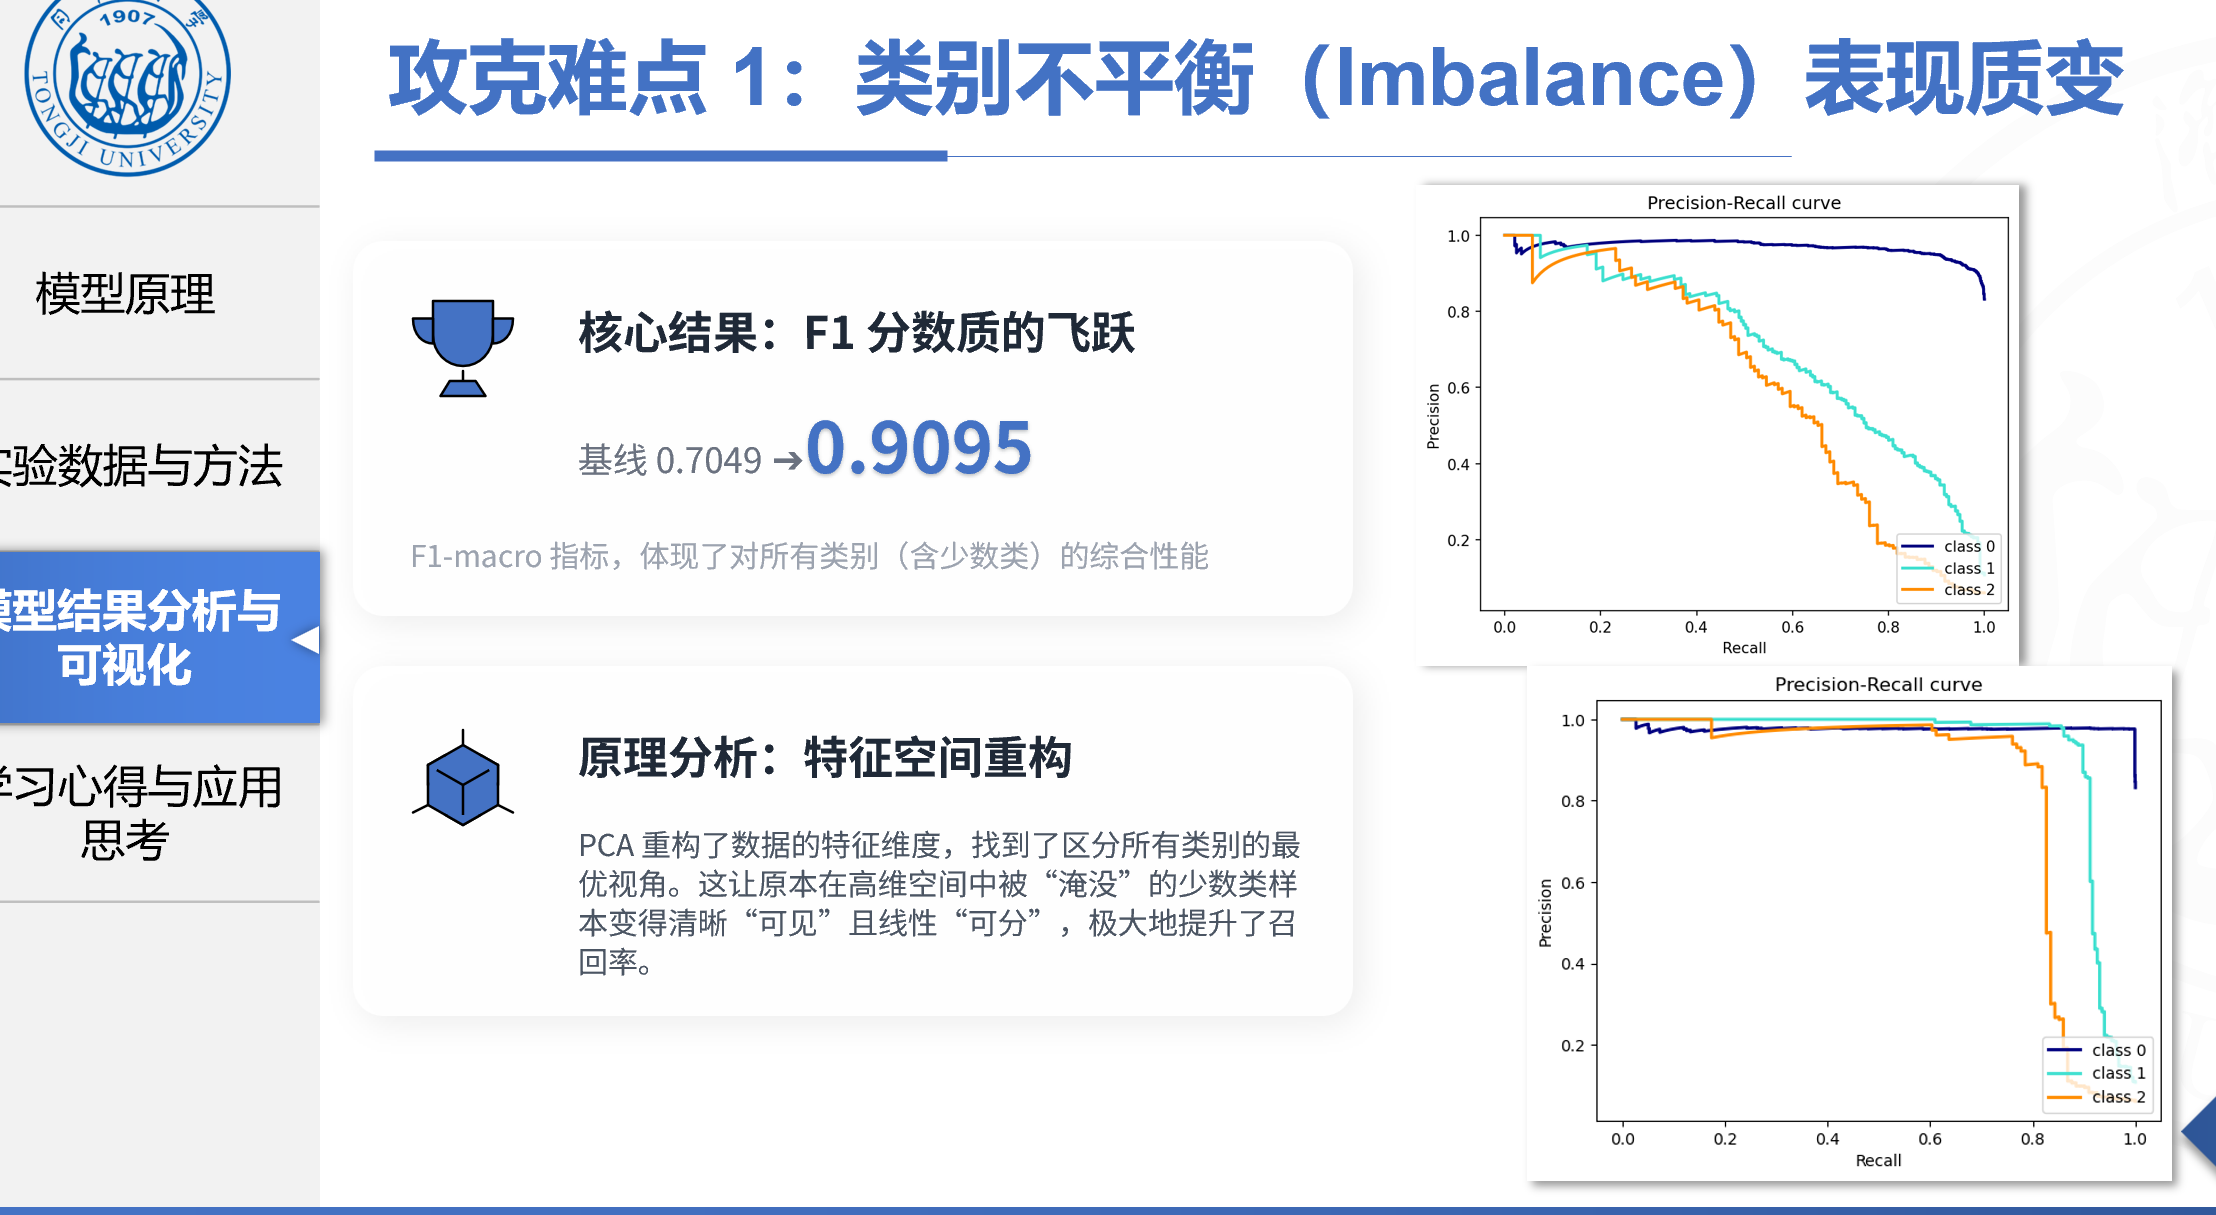 1907
TONGJI UNIVERSITY
模型原理
验数据与方法
型结果分析与
可视化
习心得与应用
思考
攻克难点 1：类别不平衡（Imbalance）表现质变
核心结果：F1 分数质的飞跃
基线 0.7049 ➔0.9095
F1-macro 指标，体现了对所有类别（含少数类）的综合性能
原理分析：特征空间重构
PCA 重构了数据的特征维度，找到了区分所有类别的最
优视角。这让原本在高维空间中被“淹没”的少数类样
本变得清晰“可见”且线性“可分”，极大地提升了召
回率。
Precision-Recall curve
Precision
1.0
0.8
0.6
0.4
0.2
class 0
class 1
class 2
0.0 0.2 0.4 0.6 0.8 1.0
Recall
Precision-Recall curve
Precision
1.0
0.8
0.6
0.4
0.2
class 0
class 1
class 2
0.0 0.2 0.4 0.6 0.8 1.0
Recall